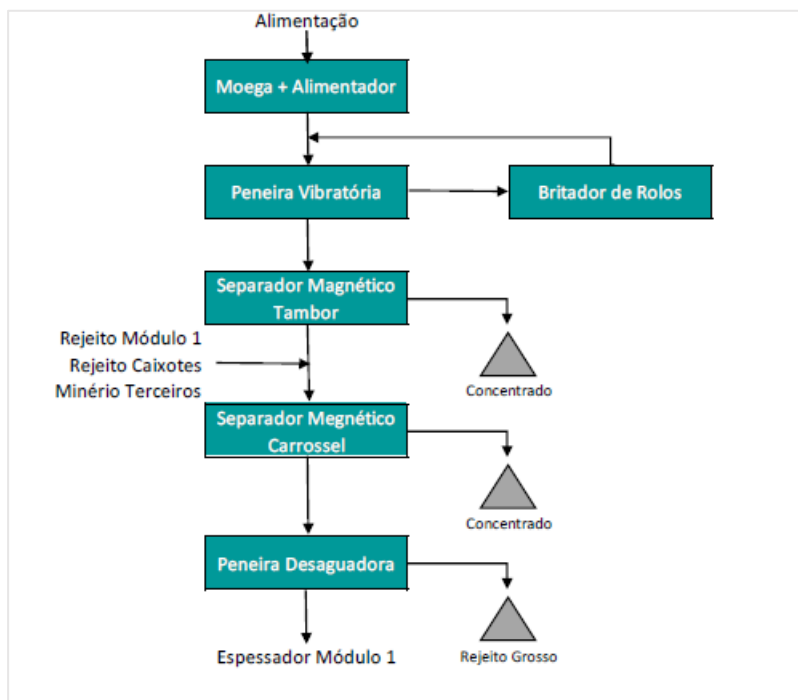 Alimentação
Moega + Alimentador
Peneira Vibratória
Britador de Rolos
Separador Magnético
Tambor
Rejeito Módulo 1
Rejeito Caixotes
Minério Terceiros
Concentrado
Separador Megnético
Carrossel
Concentrado
Peneira Desaguadora
Espessador Módulo 1
Rejeito Grosso